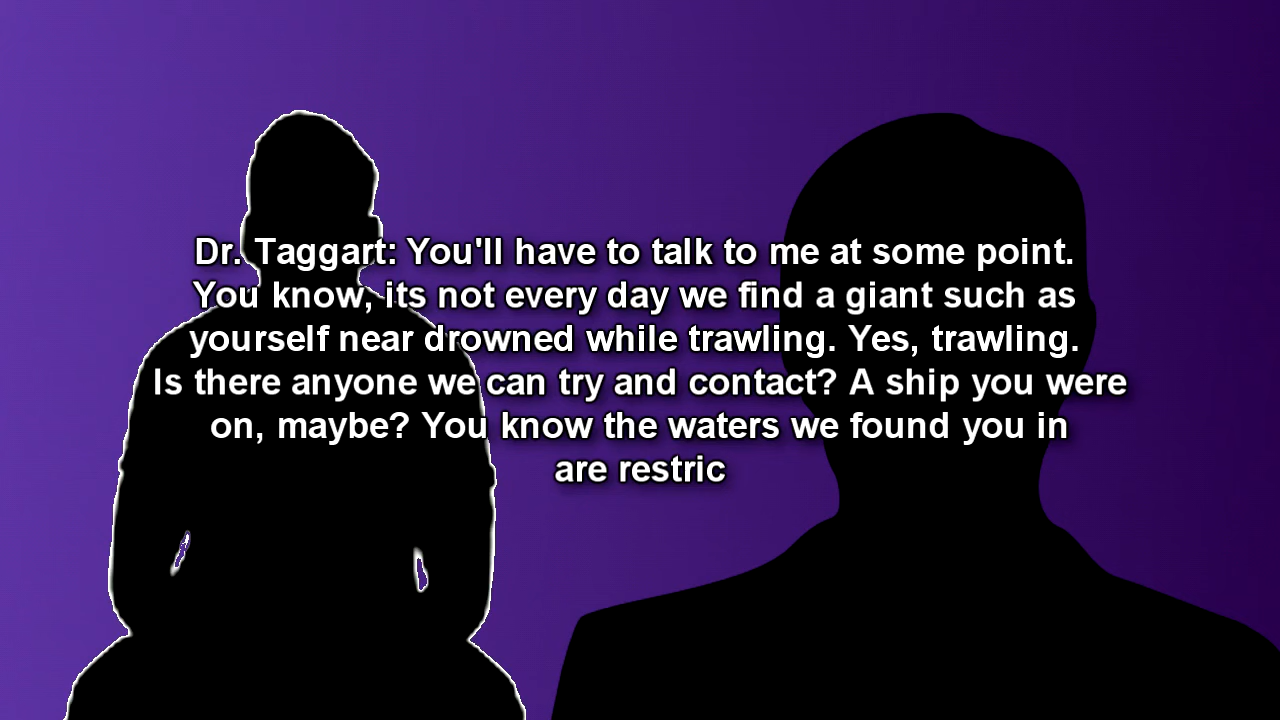 Dr. Taggart: You'll have to talk to me at some point.
You know, its not every day we find a giant such as
yourself near drowned while trawling. Yes, trawling.
Is there anyone we can try and contact? A ship you were
on, maybe? You know the waters we found you in
are restric